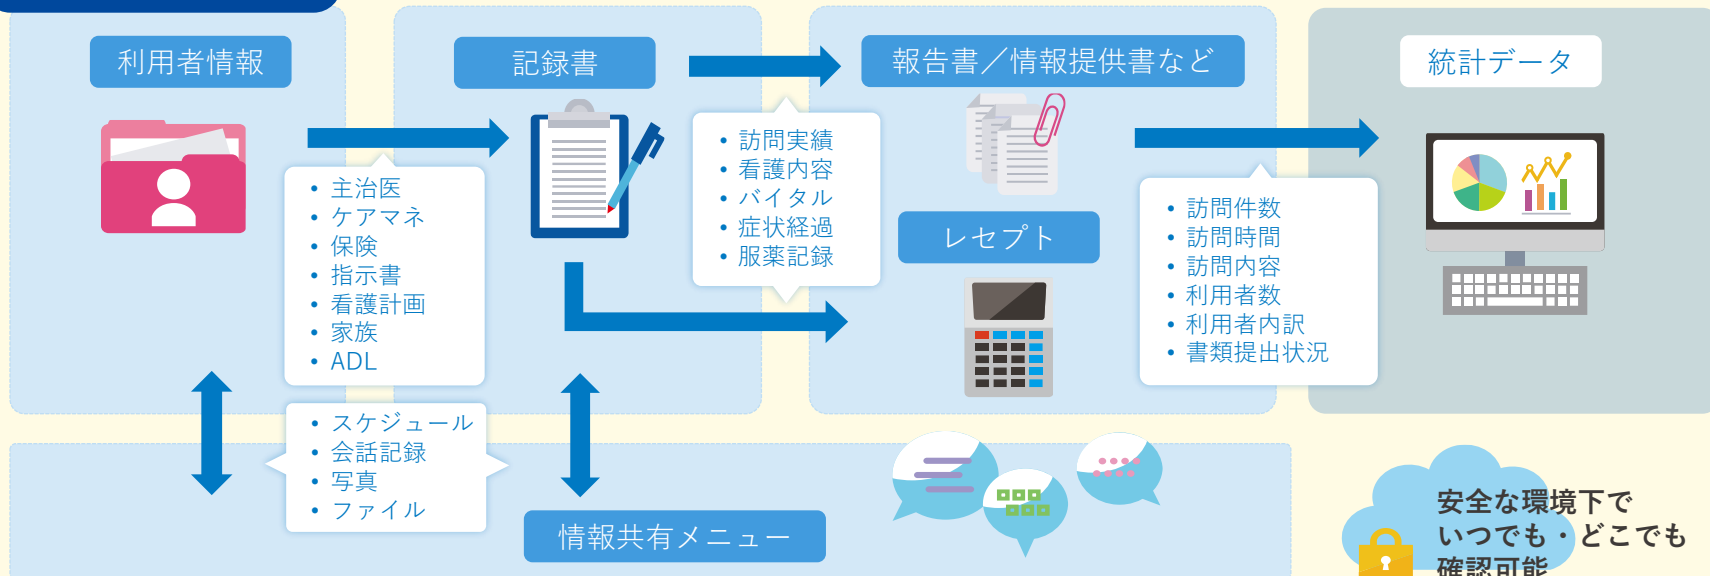 利用者情報
• 主治医
• ケアマネ
• 保険
• 指示書
• 看護計画
• 家族
• ADL
記録書
• 訪問実績
• 看護内容
• バイタル
• 症状経過
• 服薬記録
報告書／情報提供書など
レセプト
• 訪問件数
• 訪問時間
• 訪問内容
• 利用者数
• 利用者内訳
• 書類提出状況
統計データ
• スケジュール
• 会話記録
• 写真
• ファイル
情報共有メニュー
安全な環境下で
いつでも・どこでも
確認可能